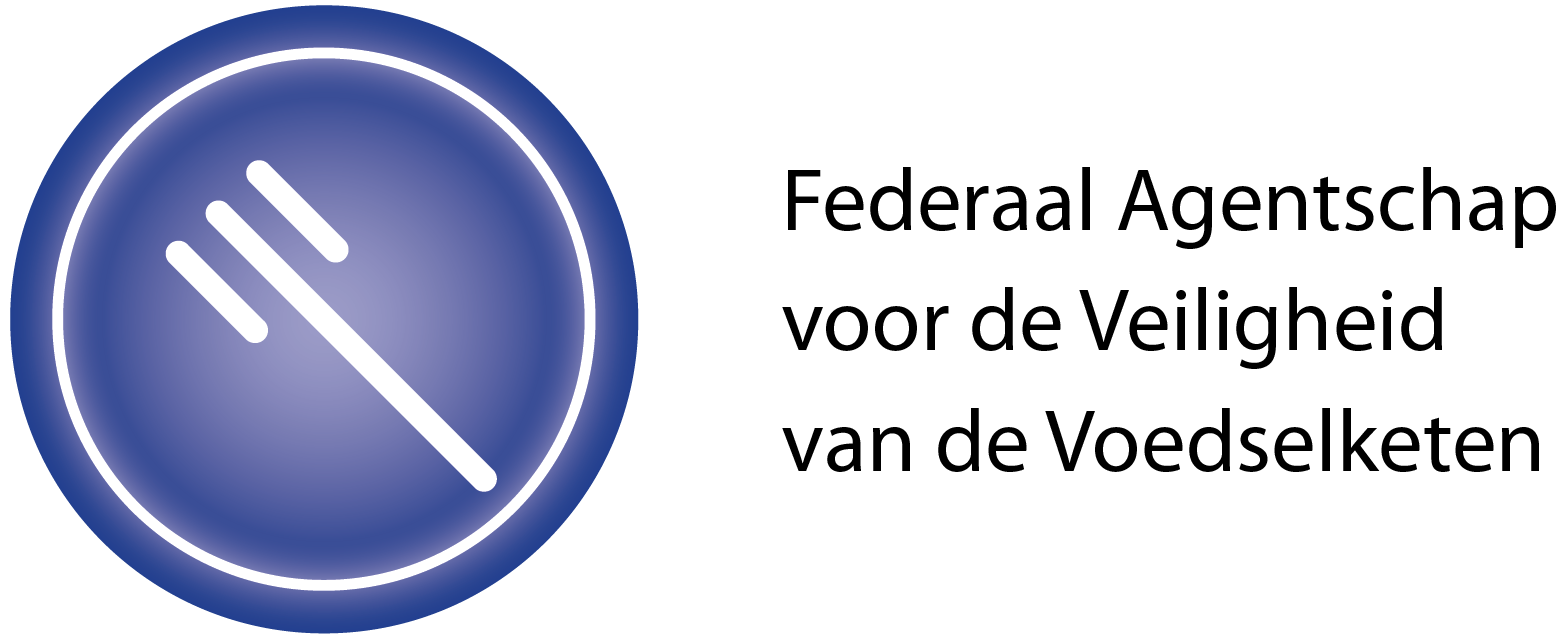 Federaal Agentschap
voor de Veiligheid
van de Voedselketen